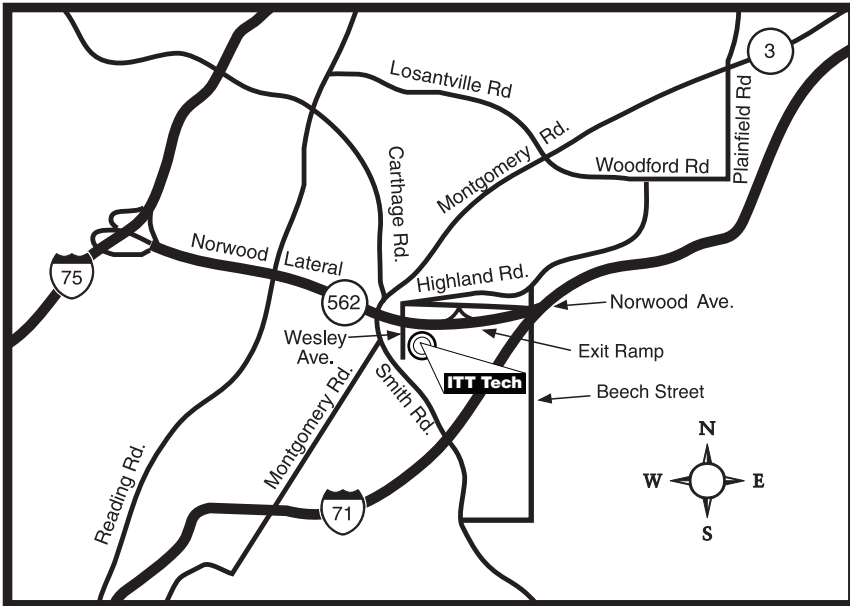 3
Losantville Rd
Plainfield Rd
Montgomery Rd.
Woodford Rd
Carthage Rd.
Norwood Lateral
75
Highland Rd.
562
Norwood Ave.
Wesley
Ave.
Exit Ramp
ITT Tech
Beech Street
Smith Rd.
Montgomery Rd.
Reading Rd.
71
N
W
E
S